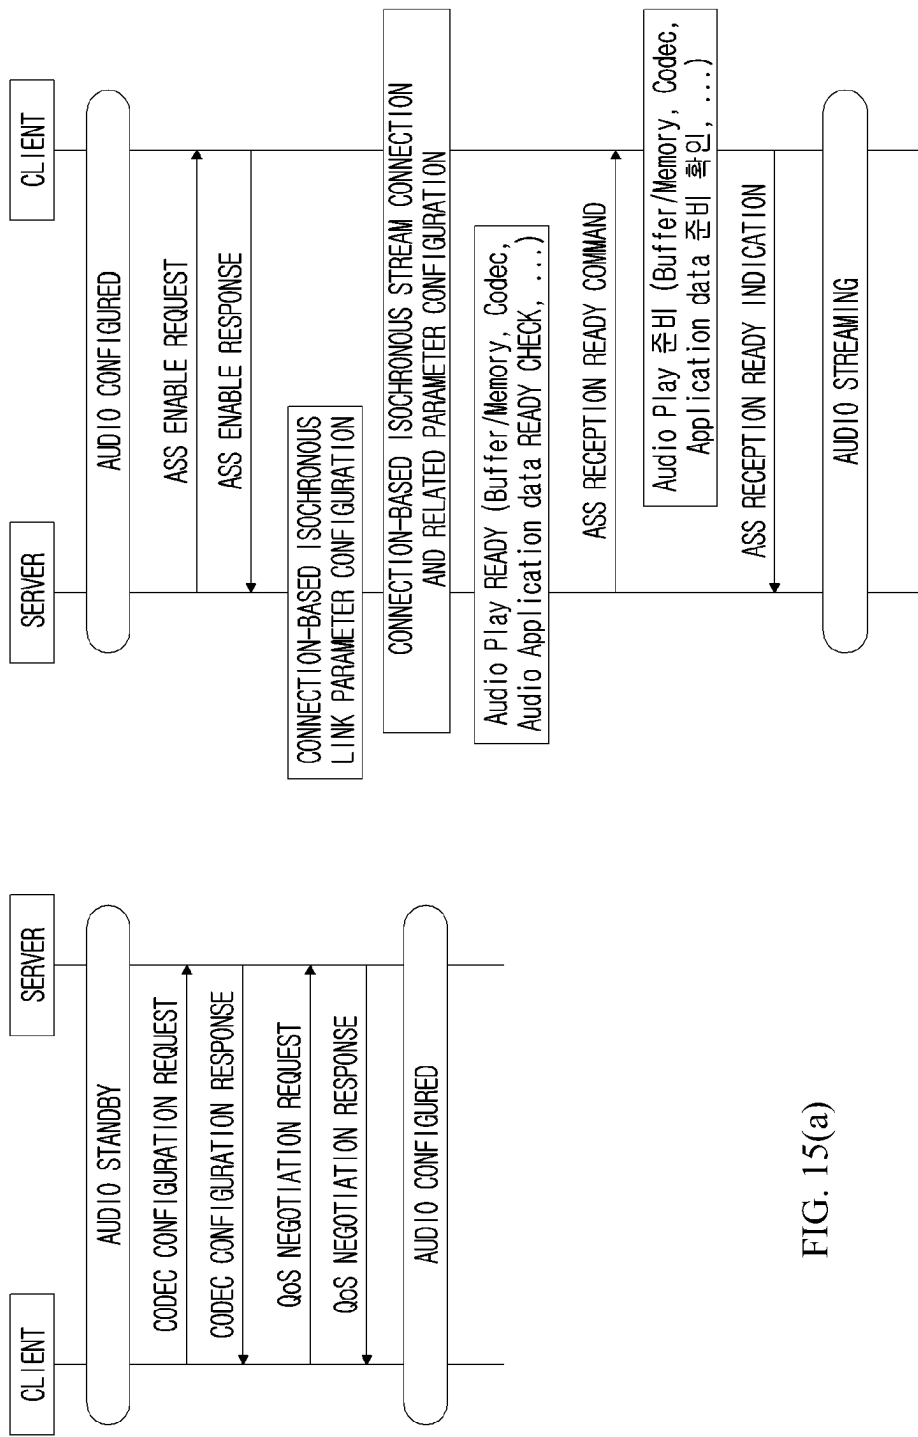 CLIENT
SERVER
AUDIO STANDBY
CODEC CONFIGURATION REQUEST
CODEC CONFIGURATION RESPONSE
QoS NEGOTIATION REQUEST
QoS NEGOTIATION RESPONSE
AUDIO CONFIGURED
FIG. 15(a)
SERVER
CLIENT
AUDIO CONFIGURED
ASS ENABLE REQUEST
ASS ENABLE RESPONSE
CONNECTION-BASED ISOCHRONOUS
LINK PARAMETER CONFIGURATION
CONNECTION-BASED ISOCHRONOUS STREAM CONNECTION
AND RELATED PARAMETER CONFIGURATION
Audio Play READY (Buffer/Memory, Codec,
Audio Application data READY CHECK, ...)
ASS RECEPTION READY COMMAND
Audio Play 준비 (Buffer/Memory, Codec,
Application data 준비 확인, ...)
ASS RECEPTION READY INDICATION
AUDIO STREAMING